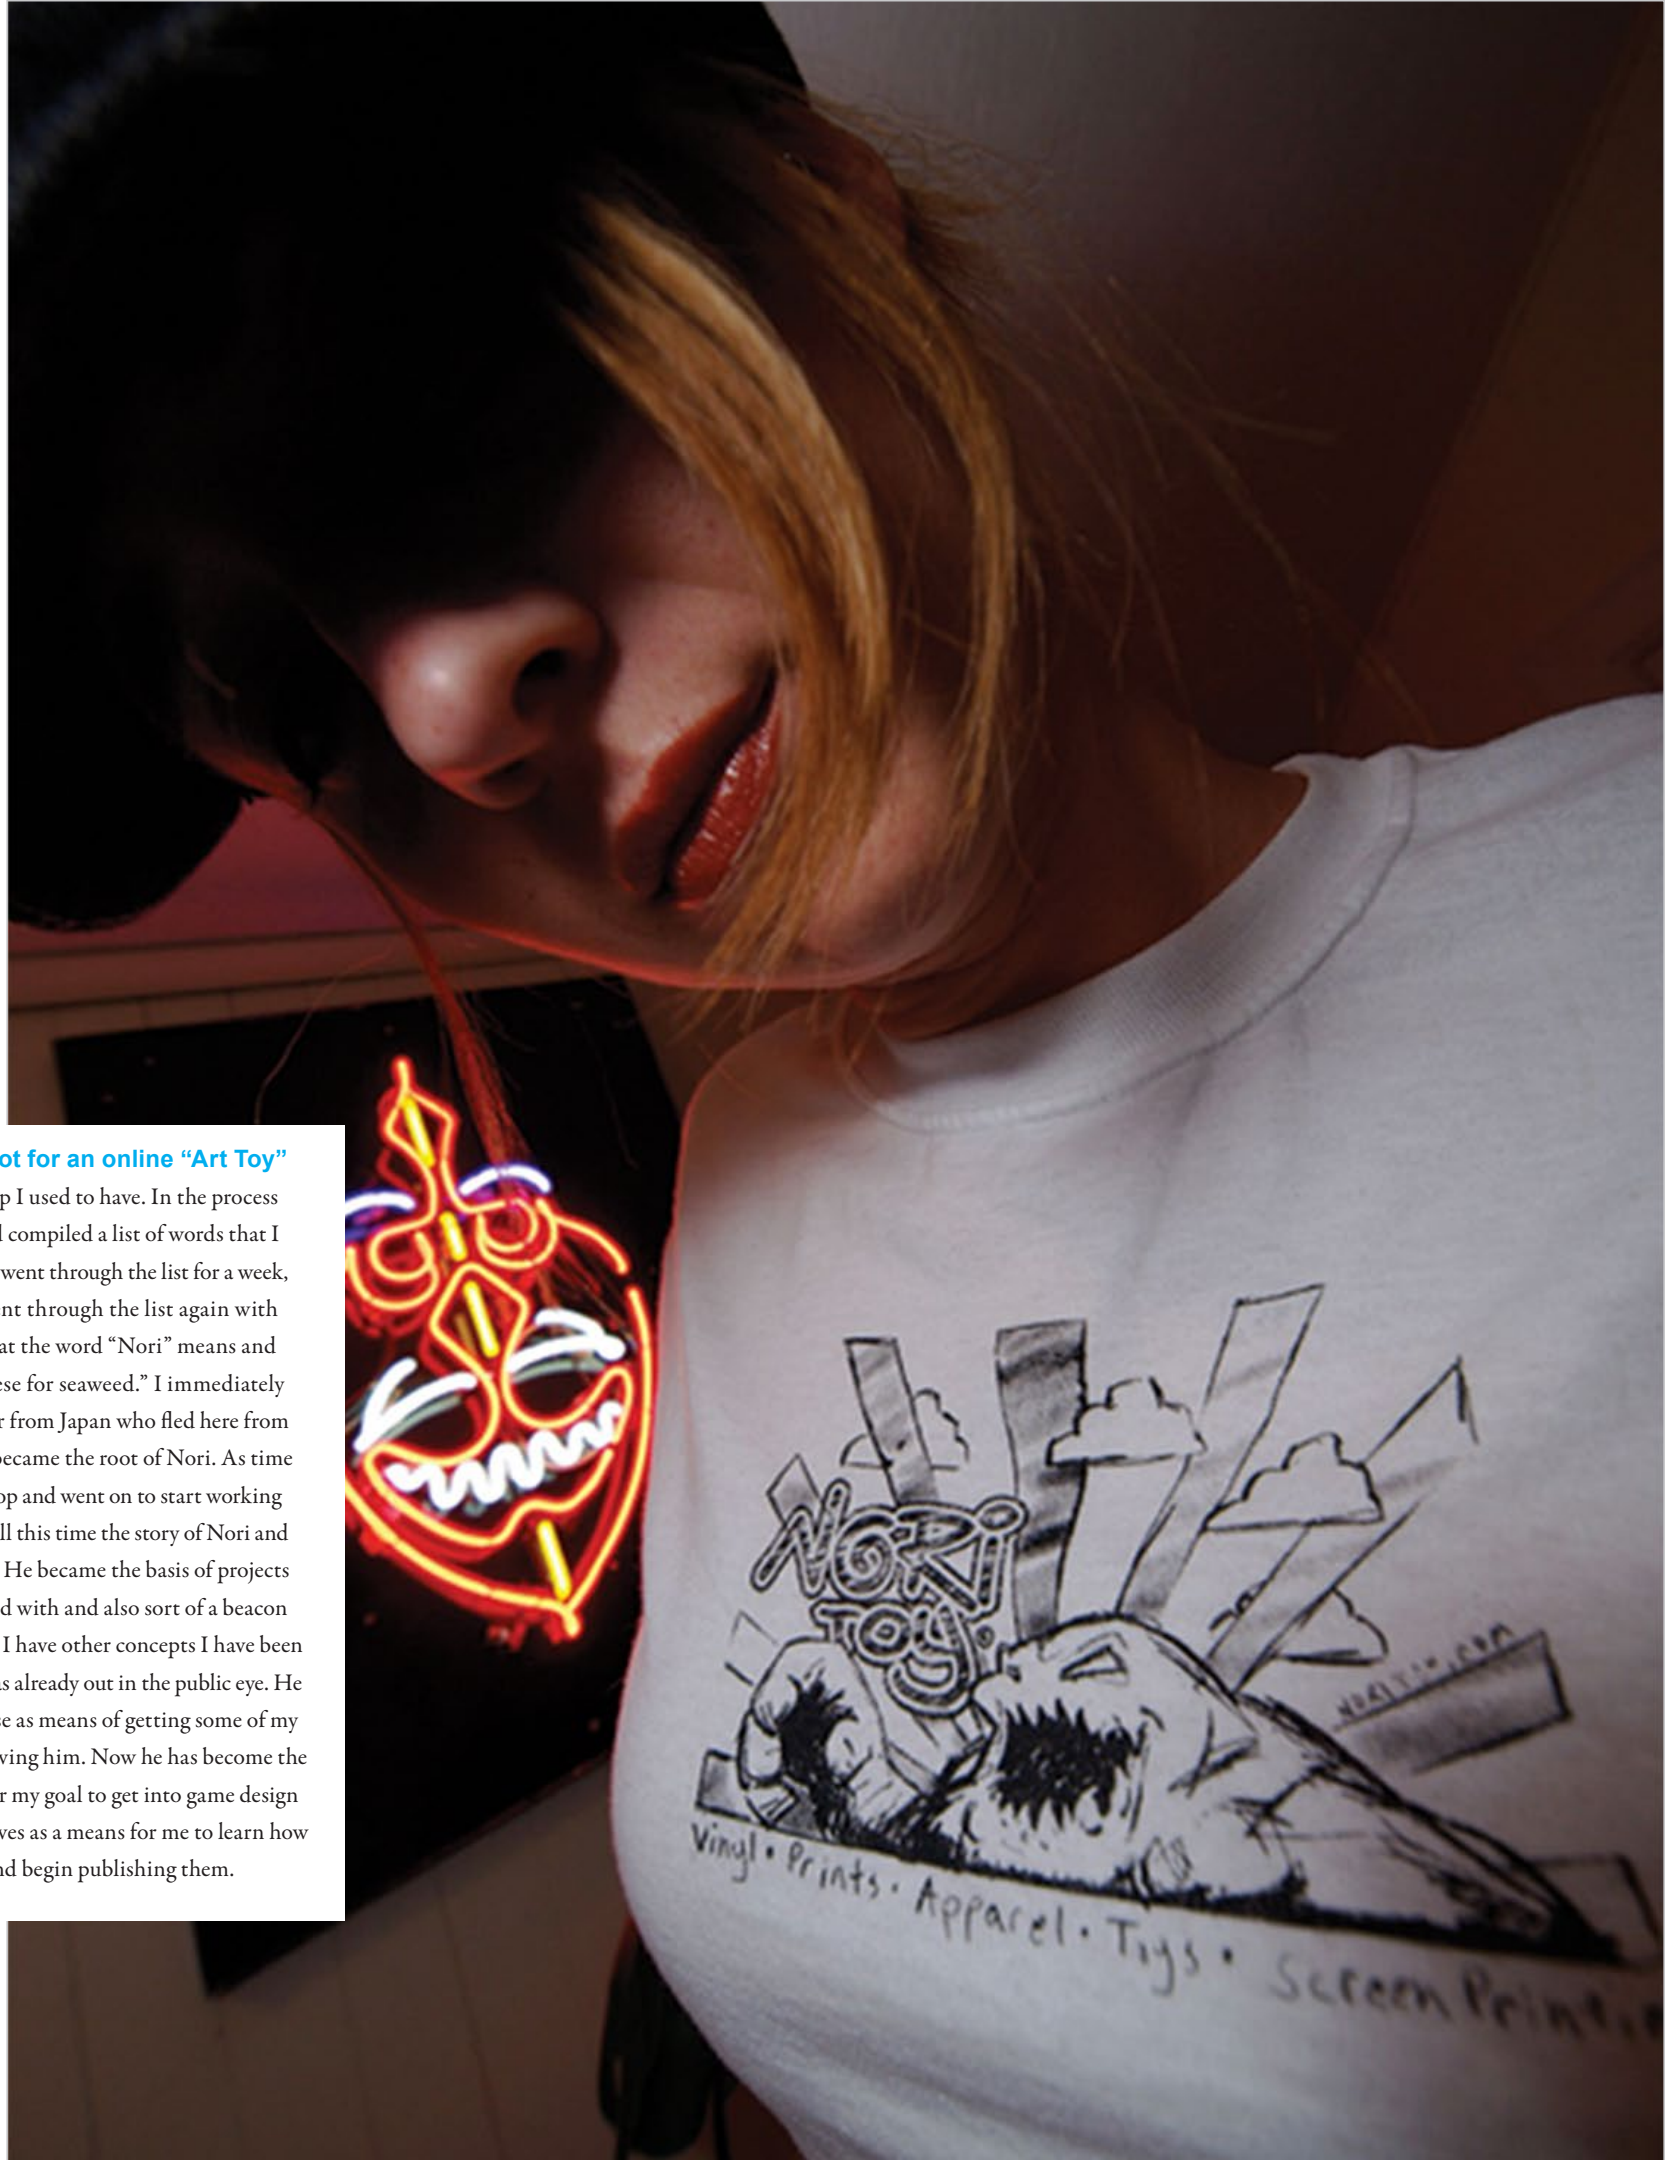 ot for an online “Art Toy”
p I used to have. In the process
l compiled a list of words that I
went through the list for a week,
nt through the list again with
at the word “Nori” means and
ese for seaweed.” I immediately
r from Japan who fled here from
became the root of Nori. As time
op and went on to start working
ll this time the story of Nori and
He became the basis of projects
d with and also sort of a beacon
I have other concepts I have been
as already out in the public eye. He
se as means of getting some of my
ving him. Now he has become the
r my goal to get into game design
ves as a means for me to learn how
nd begin publishing them.
NORi
TOY.
NORITOY.COM
Vinyl • Prints • Apparel • Toys • Screen Printi